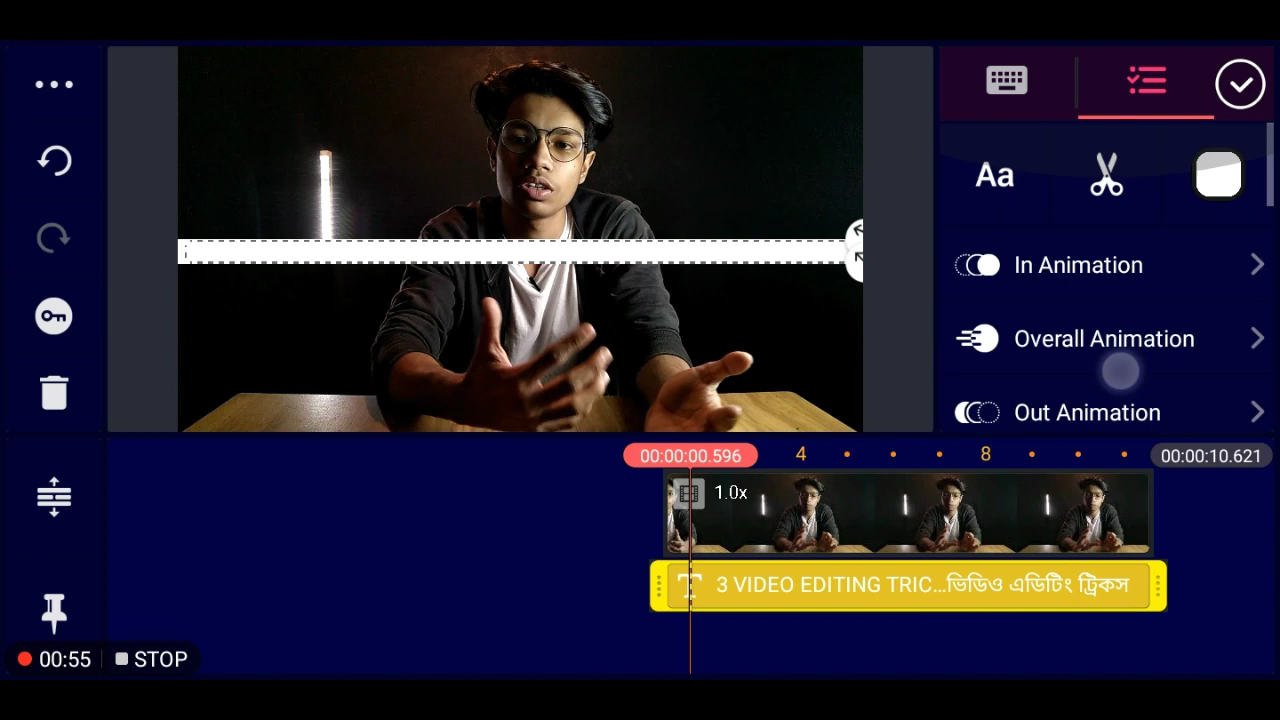 Aa
In Animation
Overall Animation
Out Animation
00:00:00.596
4
8
00:00:10.621
1.0x
T 3 VIDEO EDITING TRIC...ভিডিও এডিটিং ট্রিকস
00:55
STOP